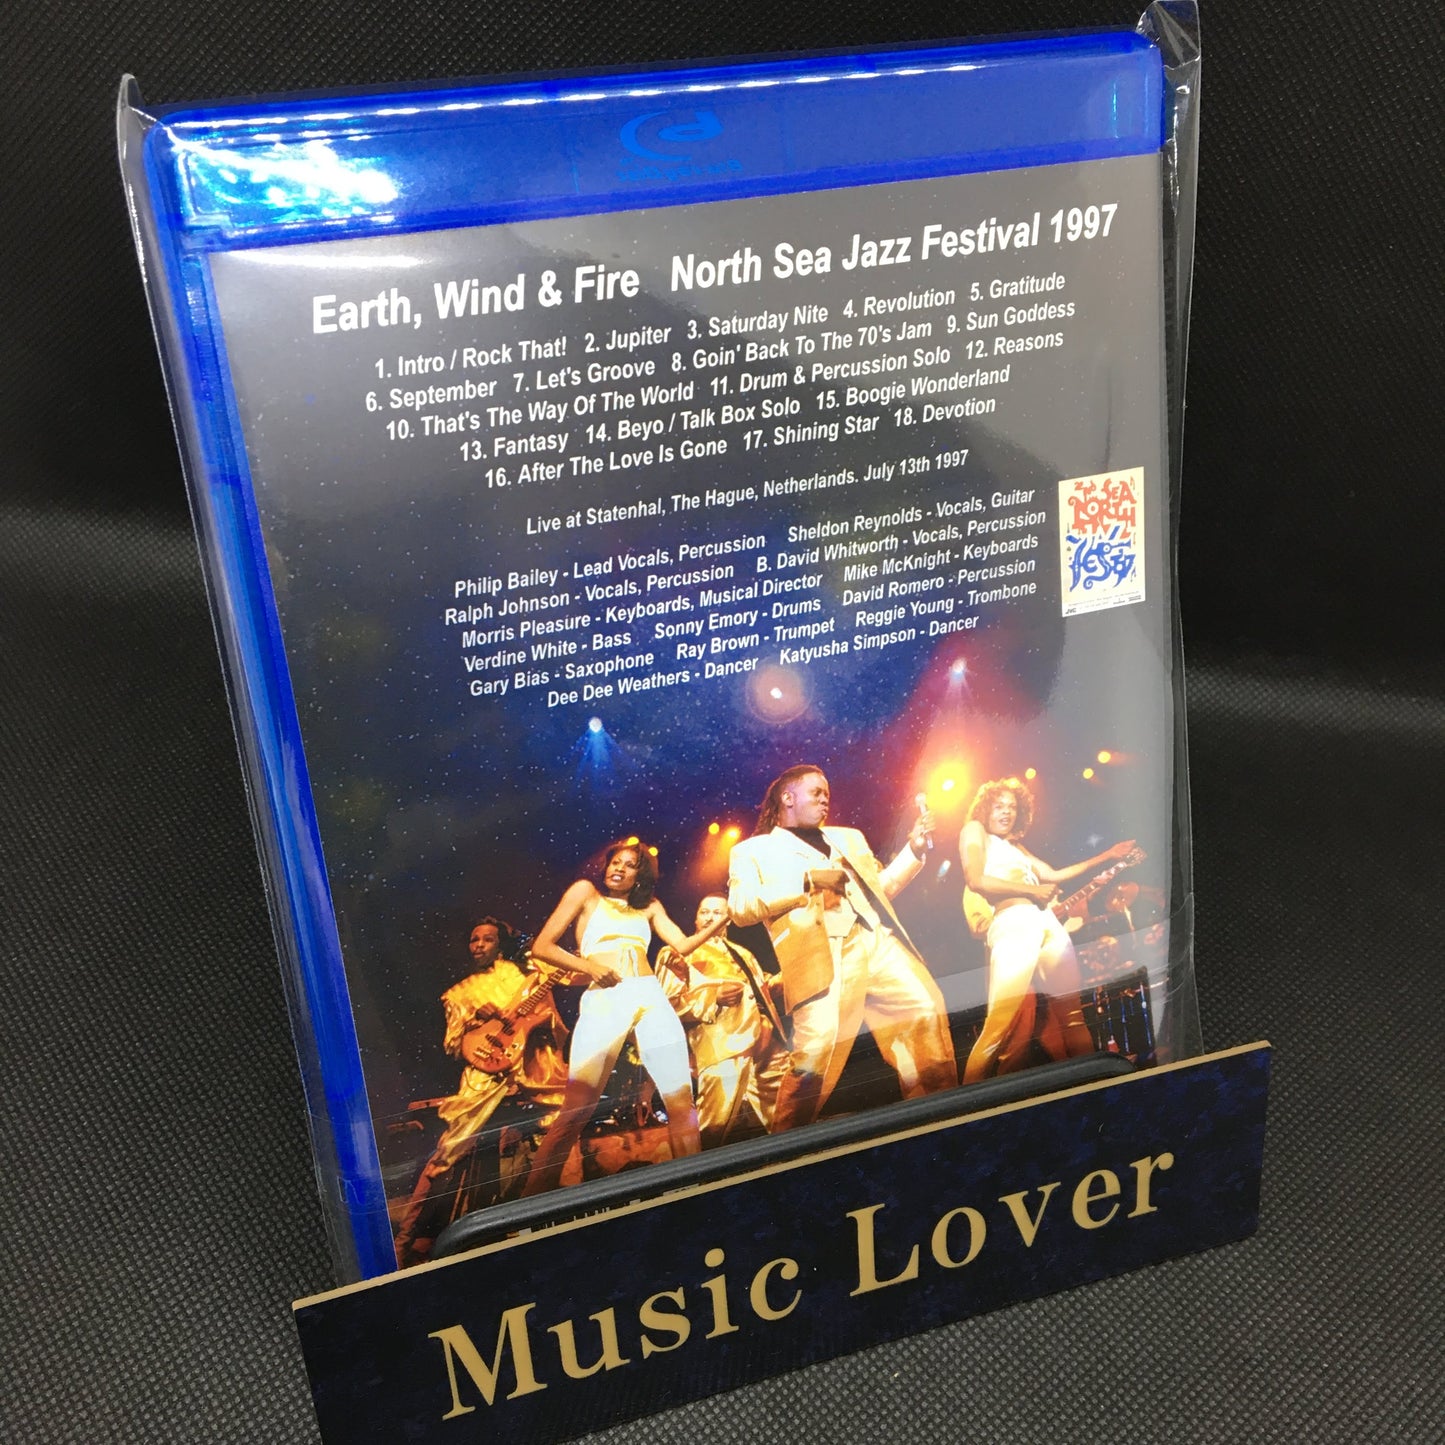 Earth, Wind & Fire North Sea Jazz Festival 1997
1. Intro / Rock That! 2. Jupiter 3. Saturday Nite 4. Revolution 5. Gratitude
6. September 7. Let's Groove 8. Goin' Back To The 70's Jam 9. Sun Goddess
10. That's The Way Of The World 11. Drum & Percussion Solo 12. Reasons
13. Fantasy 14. Beyo / Talk Box Solo 15. Boogie Wonderland
16. After The Love Is Gone 17. Shining Star 18. Devotion
Live at Statenhal, The Hague, Netherlands. July 13th 1997
Philip Bailey - Lead Vocals, Percussion Sheldon Reynolds - Vocals, Guitar
Ralph Johnson - Vocals, Percussion B. David Whitworth - Vocals, Percussion
Morris Pleasure - Keyboards, Musical Director Mike McKnight - Keyboards
Verdine White - Bass Sonny Emory - Drums David Romero - Percussion
Gary Bias - Saxophone Ray Brown - Trumpet Reggie Young - Trombone
Dee Dee Weathers - Dancer Katyusha Simpson - Dancer
SEA
NORTH
JAZZ
JVC
Music Lover